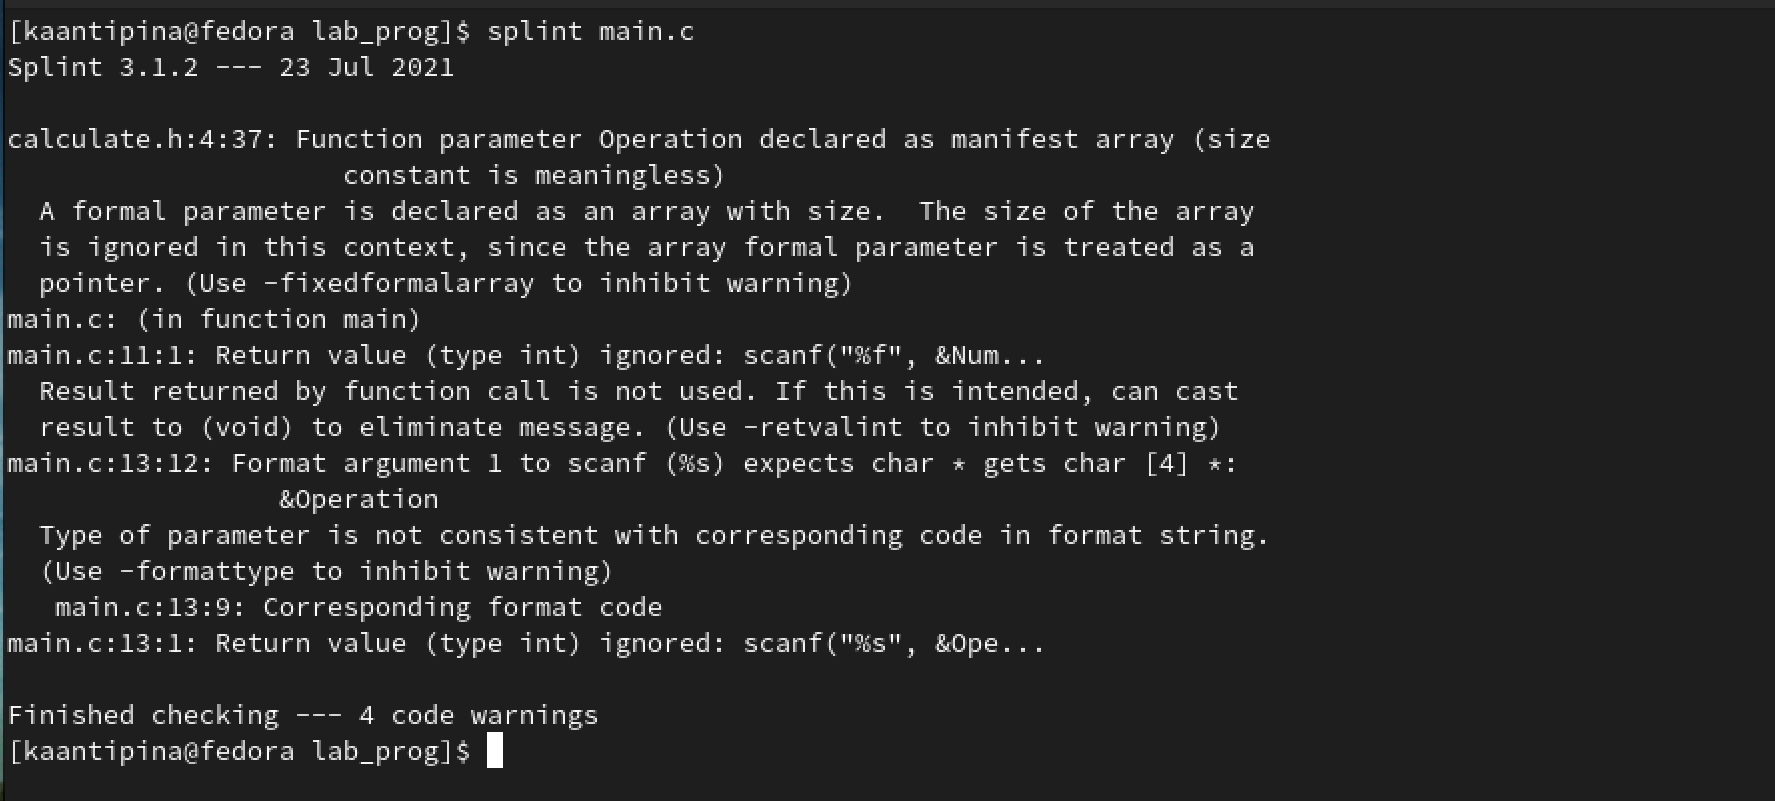 [kaantipina@fedora lab_prog]$ splint main.c
Splint 3.1.2 --- 23 Jul 2021
calculate.h:4:37: Function parameter Operation declared as manifest array (size
constant is meaningless)
A formal parameter is declared as an array with size.  The size of the array
is ignored in this context, since the array formal parameter is treated as a
pointer. (Use -fixedformalarray to inhibit warning)
main.c: (in function main)
main.c:11:1: Return value (type int) ignored: scanf("%f", &Num...
Result returned by function call is not used. If this is intended, can cast
result to (void) to eliminate message. (Use -retvalint to inhibit warning)
main.c:13:12: Format argument 1 to scanf (%s) expects char * gets char [4] *:
&Operation
Type of parameter is not consistent with corresponding code in format string.
(Use -formattype to inhibit warning)
main.c:13:9: Corresponding format code
main.c:13:1: Return value (type int) ignored: scanf("%s", &Ope...
Finished checking --- 4 code warnings
[kaantipina@fedora lab_prog]$